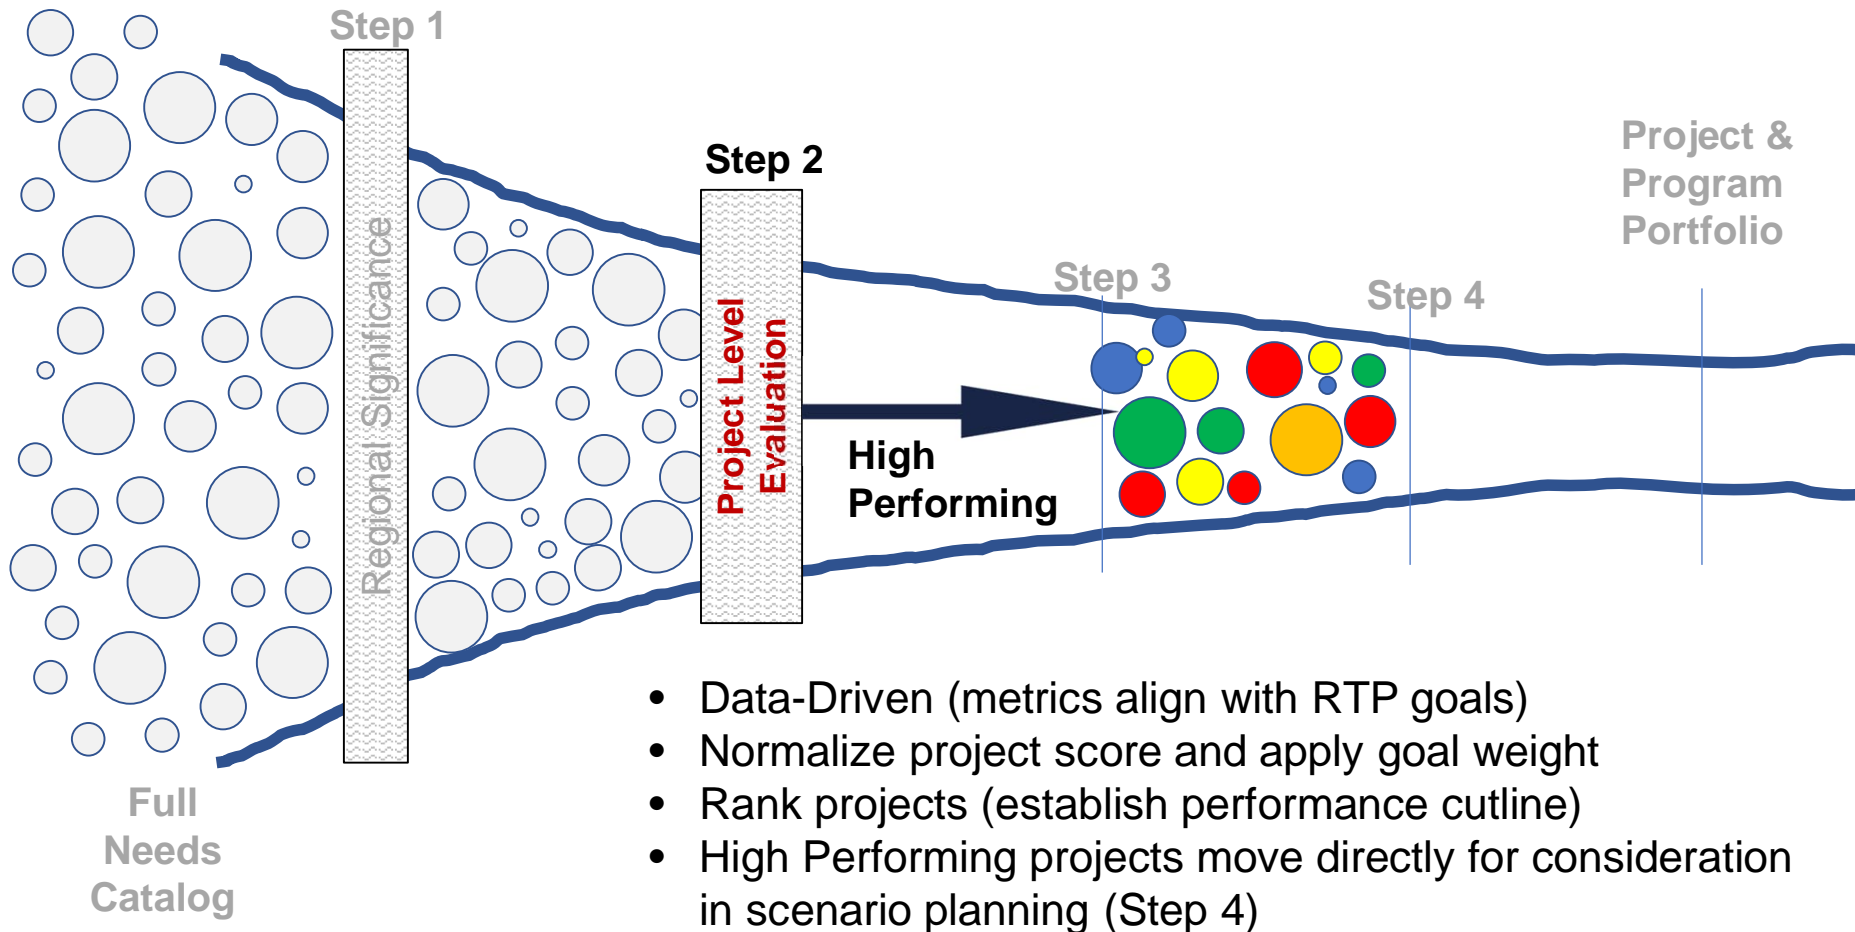 Step 1
Regional Significance
Step 2
Project Level
Evaluation
High
Performing
Step 3
Step 4
Project &
Program
Portfolio
Full
Needs
Catalog
• Data-Driven (metrics align with RTP goals)
• Normalize project score and apply goal weight
• Rank projects (establish performance cutline)
• High Performing projects move directly for consideration
in scenario planning (Step 4)